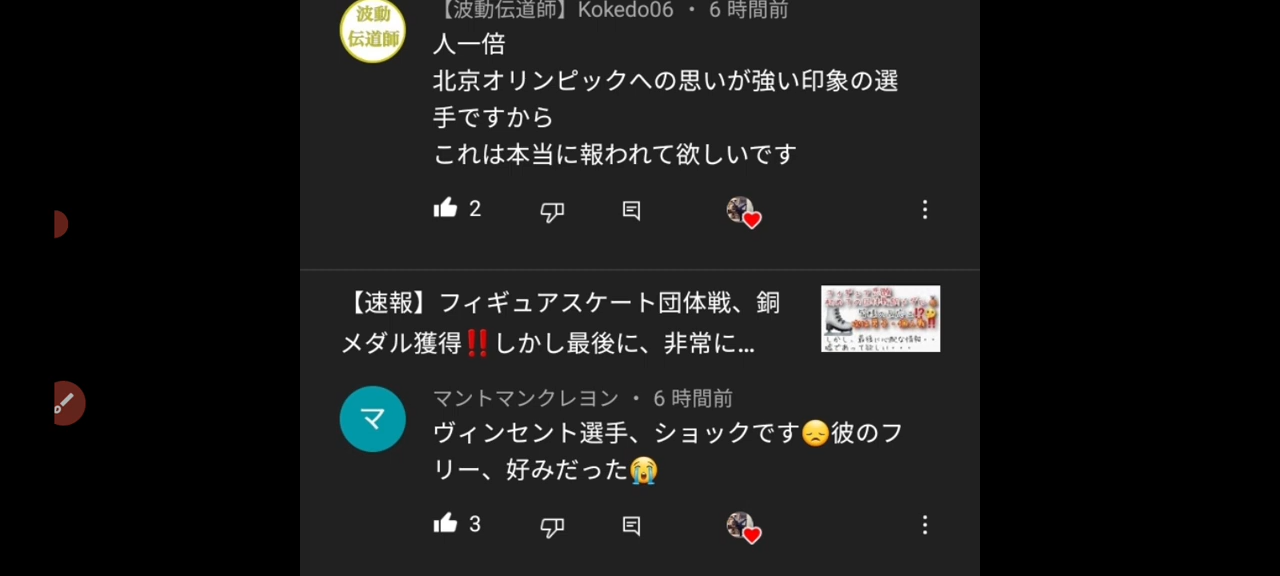 波動
伝道師
【波動伝道師】Kokedo06 ・ 6 時間前
人一倍
北京オリンピックへの思いが強い印象の選
手ですから
これは本当に報われて欲しいです
2
【速報】フィギュアスケート団体戦、銅
メダル獲得‼️しかし最後に、非常に...
マ
マントマンクレヨン ・ 6 時間前
ヴィンセント選手、ショックです😞彼のフ
リー、好みだった😭
3